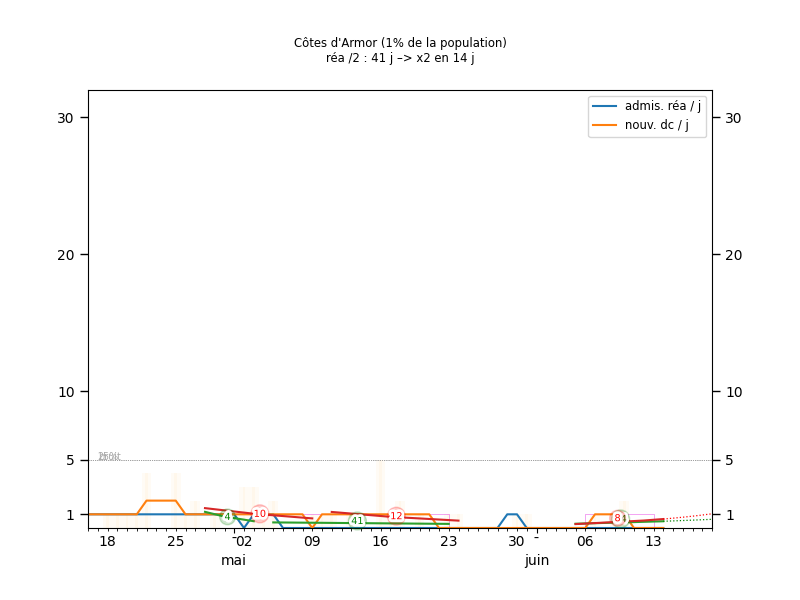 Côtes d'Armor (1% de la population)
réa /2 : 41 j –> x2 en 14 j
admis. réa / j
nouv. dc / j
30 30
20 20
10 10
5 5
1 1
4 10 41 12 8
18 25 02 09 16 23 30 06 13
mai juin